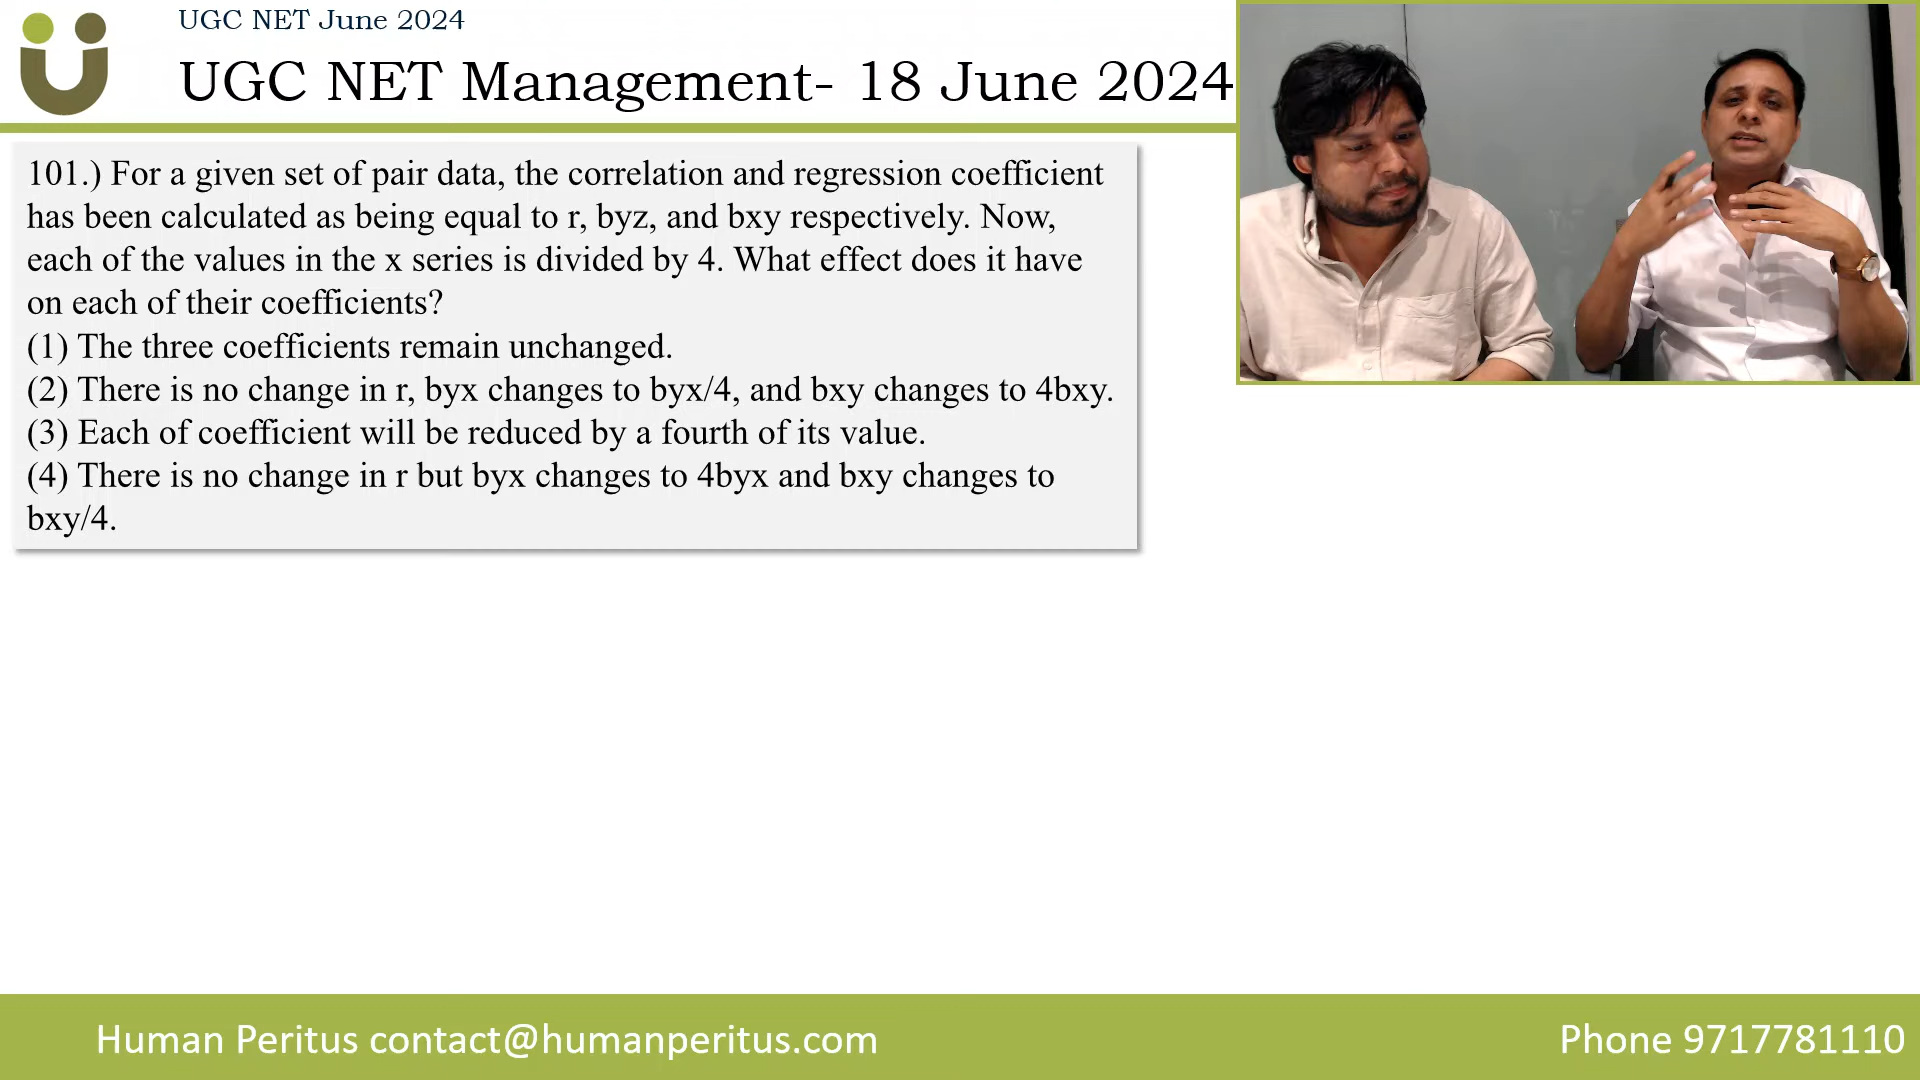 UGC NET June 2024
UGC NET Management- 18 June 2024
101.) For a given set of pair data, the correlation and regression coefficient
has been calculated as being equal to r, byz, and bxy respectively. Now,
each of the values in the x series is divided by 4. What effect does it have
on each of their coefficients?
(1) The three coefficients remain unchanged.
(2) There is no change in r, byx changes to byx/4, and bxy changes to 4bxy.
(3) Each of coefficient will be reduced by a fourth of its value.
(4) There is no change in r but byx changes to 4byx and bxy changes to
bxy/4.
Human Peritus contact@humanperitus.com
Phone 9717781110